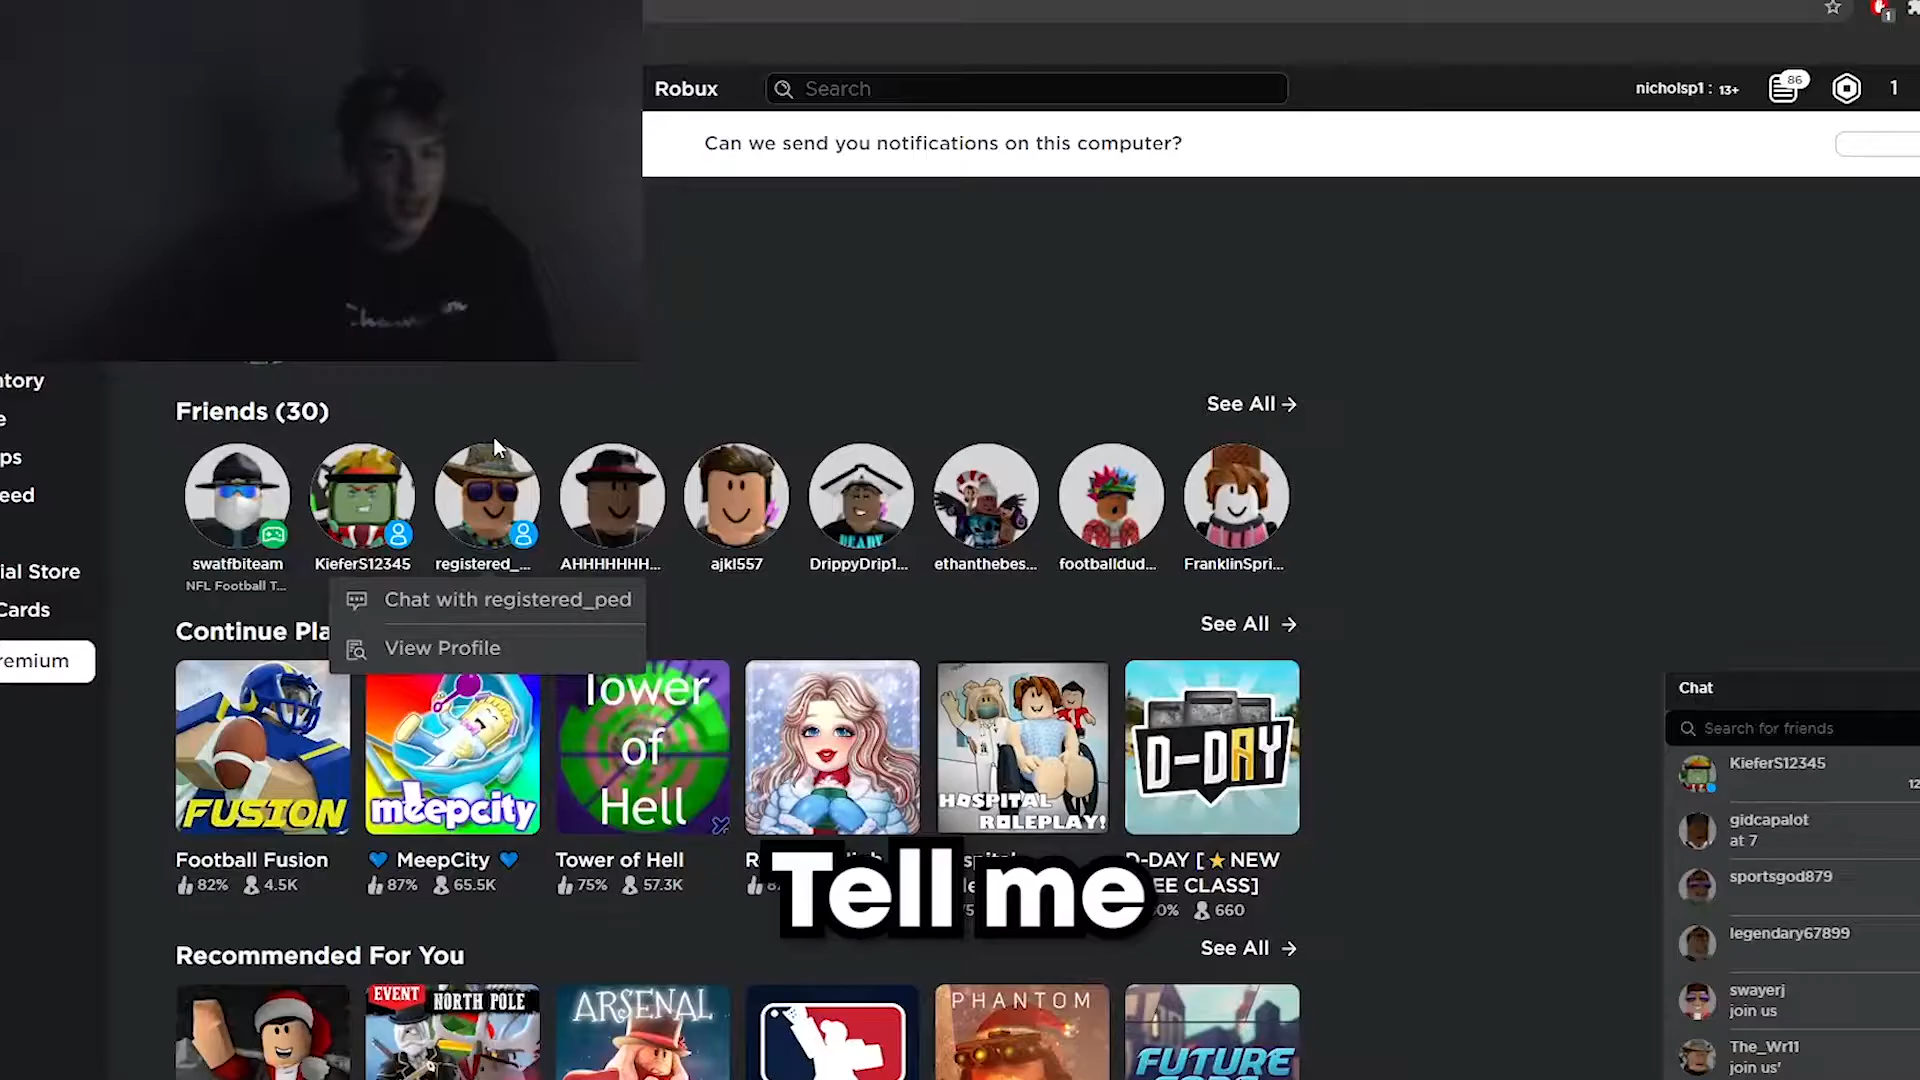 1
Robux
Search
nicholsp1 : 13+
86
1
Can we send you notifications on this computer?
ntory
e
ps
eed
ial Store
Cards
remium
Friends (30)
See All
swatfbiteam
NFL Football T...
KieferS12345
registered_...
AHHHHHHH...
ajkl557
DrippyDrip1...
ethanthebes...
footballdud...
FranklinSpri...
Chat with registered_ped
View Profile
Continue Pla
See All
FUSION
meepcity
Tower
of
Hell
HOSPITAL
ROLEPLAY!
D-DAY
READY
Football Fusion
82% 4.5K
MeepCity
87% 65.5K
Tower of Hell
75% 57.3K
D-DAY [⭐NEW
EE CLASS]
0% 660
Tell me
Recommended For You
See All
EVENT
NORTH POLE
ARSENAL
PHANTOM
FUTURE
Chat
Search for friends
KieferS12345
12
gidcapalot
at 7
sportsgod879
legendary67899
swayerj
join us
The_Wr11
join us'